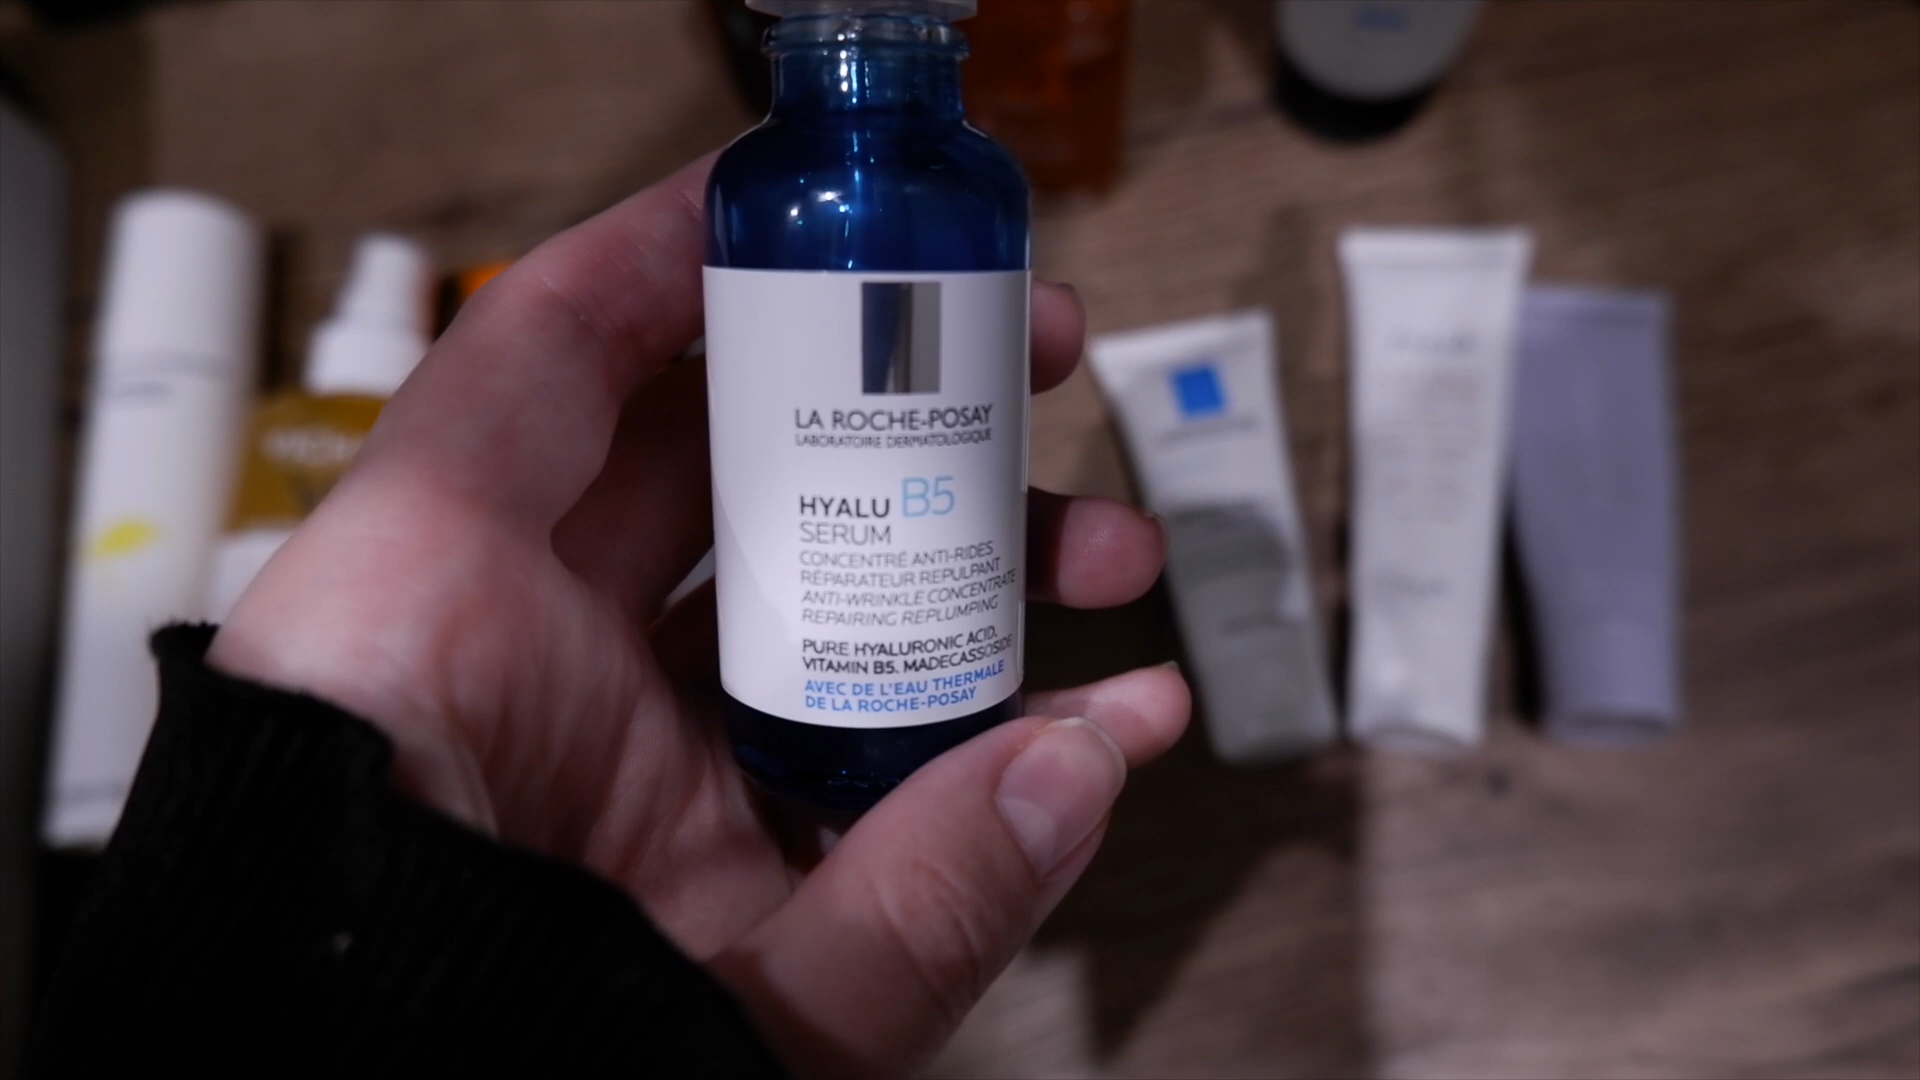 LA ROCHE-POSAY
LABORATOIRE DERMATOLOGIQUE
HYALU B5
SERUM
CONCENTRÉ ANTI-RIDES
RÉPARATEUR REPULPANT
ANTI-WRINKLE CONCENTRATE
REPAIRING REPLUMPING
PURE HYALURONIC ACID,
VITAMIN B5. MADECASSOSIDE
AVEC DE L'EAU THERMALE
DE LA ROCHE-POSAY